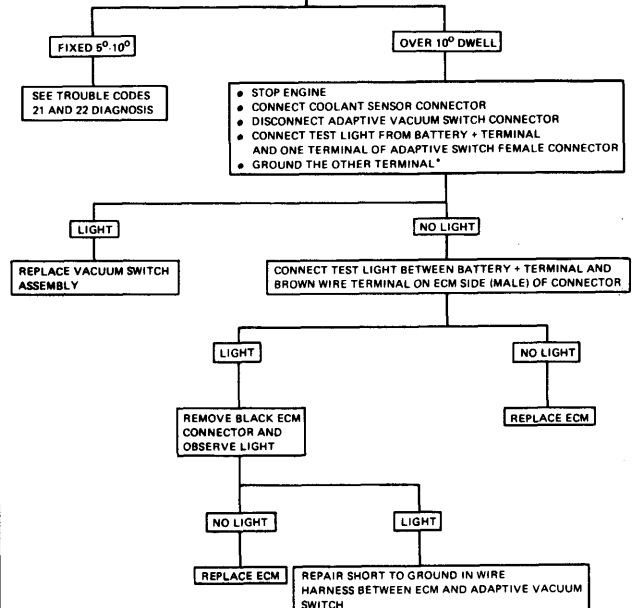 FIXED 5⁰-10⁰
OVER 10⁰ DWELL
SEE TROUBLE CODES
21 AND 22 DIAGNOSIS
• STOP ENGINE
• CONNECT COOLANT SENSOR CONNECTOR
• DISCONNECT ADAPTIVE VACUUM SWITCH CONNECTOR
• CONNECT TEST LIGHT FROM BATTERY + TERMINAL
AND ONE TERMINAL OF ADAPTIVE SWITCH FEMALE CONNECTOR
• GROUND THE OTHER TERMINAL*
LIGHT
NO LIGHT
REPLACE VACUUM SWITCH
ASSEMBLY
CONNECT TEST LIGHT BETWEEN BATTERY + TERMINAL AND
BROWN WIRE TERMINAL ON ECM SIDE (MALE) OF CONNECTOR
LIGHT
NO LIGHT
REMOVE BLACK ECM
CONNECTOR AND
OBSERVE LIGHT
REPLACE ECM
NO LIGHT
LIGHT
REPLACE ECM
REPAIR SHORT TO GROUND IN WIRE
HARNESS BETWEEN ECM AND ADAPTIVE VACUUM
SWITCH